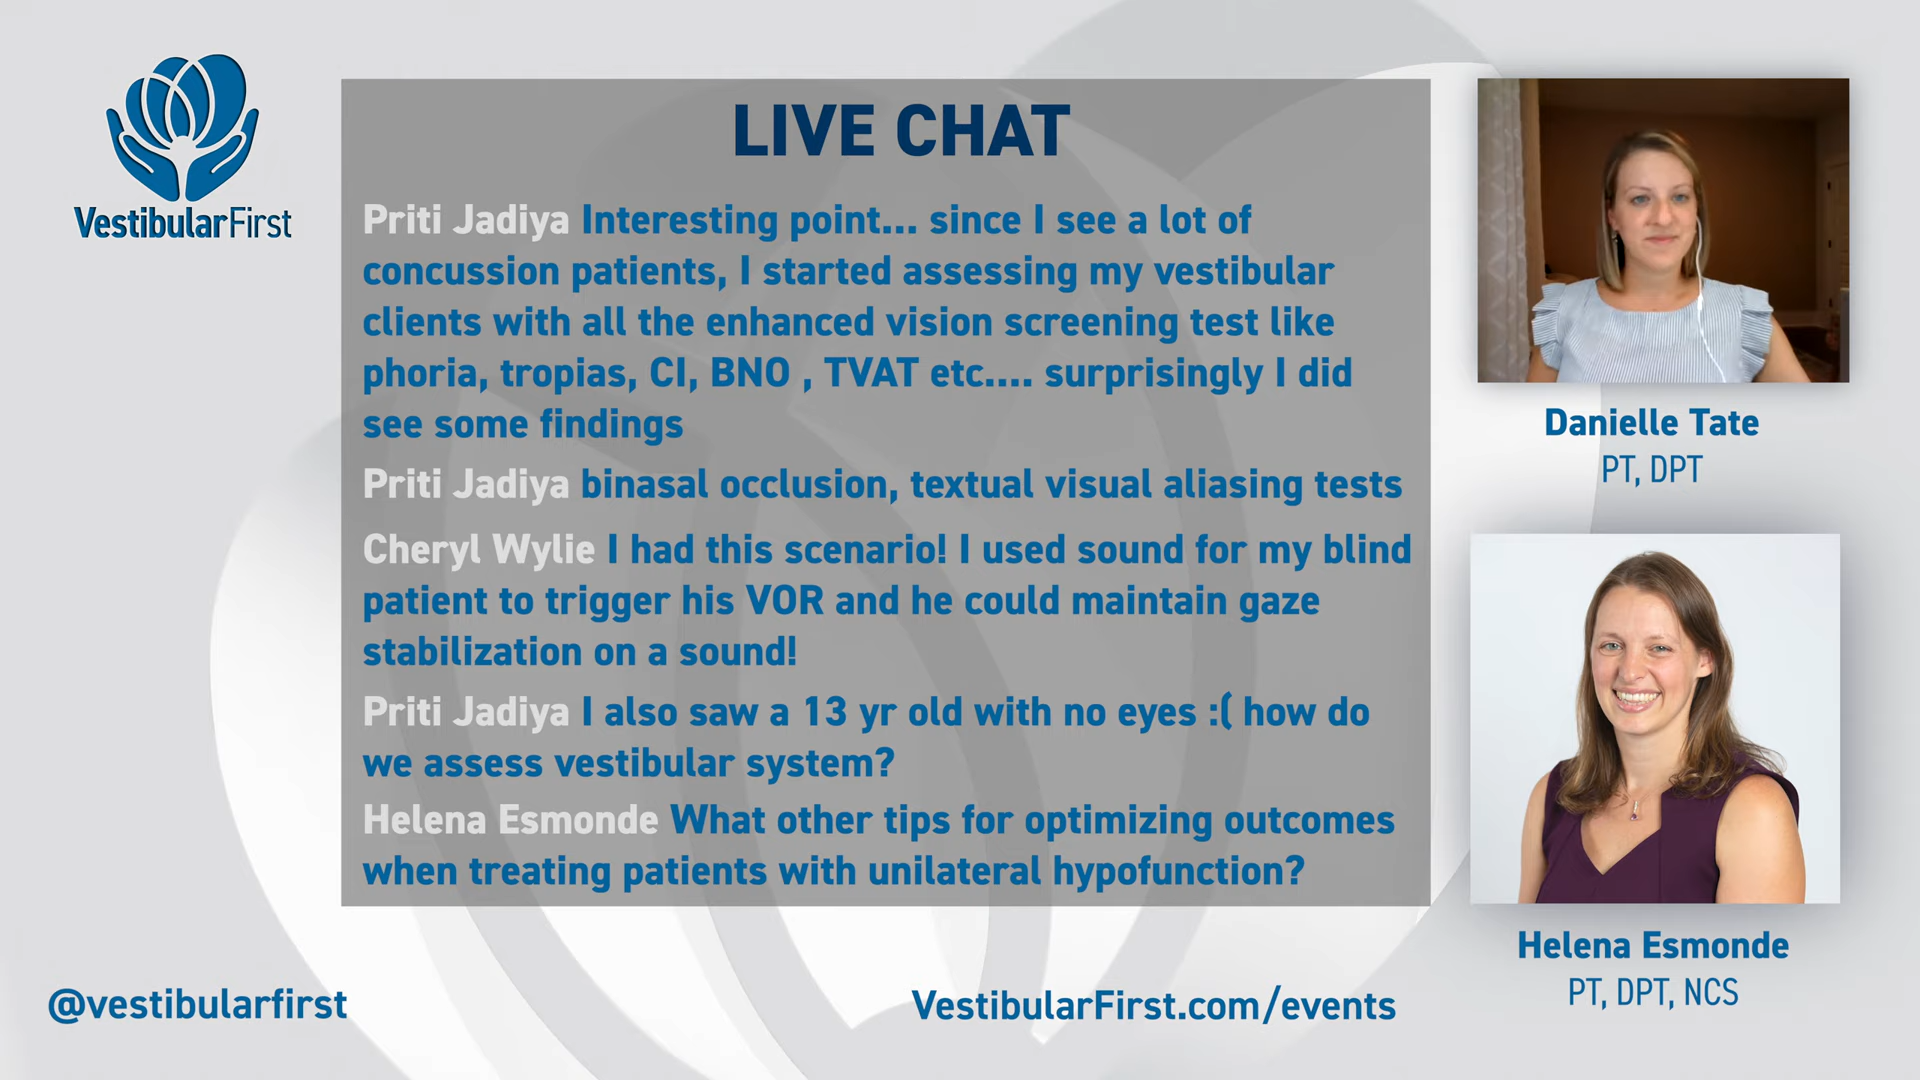 VestibularFirst
LIVE CHAT
Priti Jadiya Interesting point... since I see a lot of
concussion patients, I started assessing my vestibular
clients with all the enhanced vision screening test like
phoria, tropias, CI, BNO , TVAT etc.... surprisingly I did
see some findings
Priti Jadiya binasal occlusion, textual visual aliasing tests
Cheryl Wylie I had this scenario! I used sound for my blind
patient to trigger his VOR and he could maintain gaze
stabilization on a sound!
Priti Jadiya I also saw a 13 yr old with no eyes :( how do
we assess vestibular system?
Helena Esmonde What other tips for optimizing outcomes
when treating patients with unilateral hypofunction?
Danielle Tate
PT, DPT
Helena Esmonde
PT, DPT, NCS
@vestibularfirst
VestibularFirst.com/events